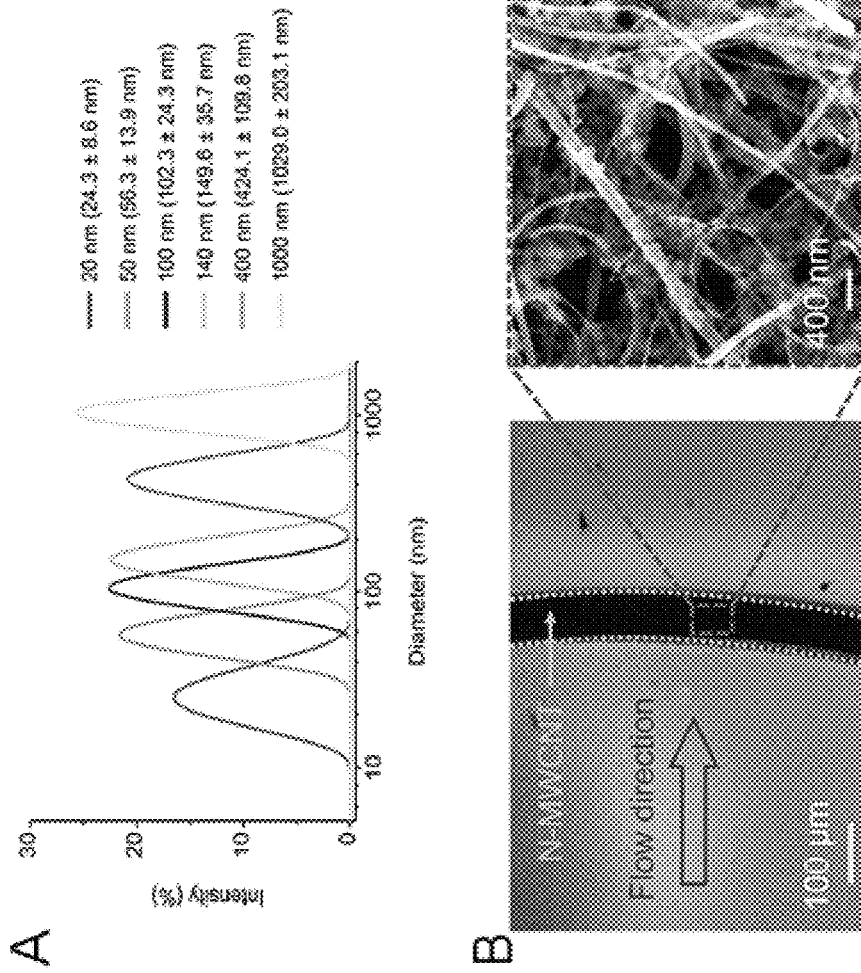 A
Intensity (%)
30
20
10
0
10
100
1000
Diameter (nm)
20 nm (24.3 ± 8.6 nm)
50 nm (56.3 ± 13.9 nm)
100 nm (102.3 ± 24.3 nm)
140 nm (149.6 ± 35.7 nm)
400 nm (424.1 ± 109.8 nm)
1000 nm (1029.0 ± 203.1 nm)
B
Flow direction
100 μm
400 nm